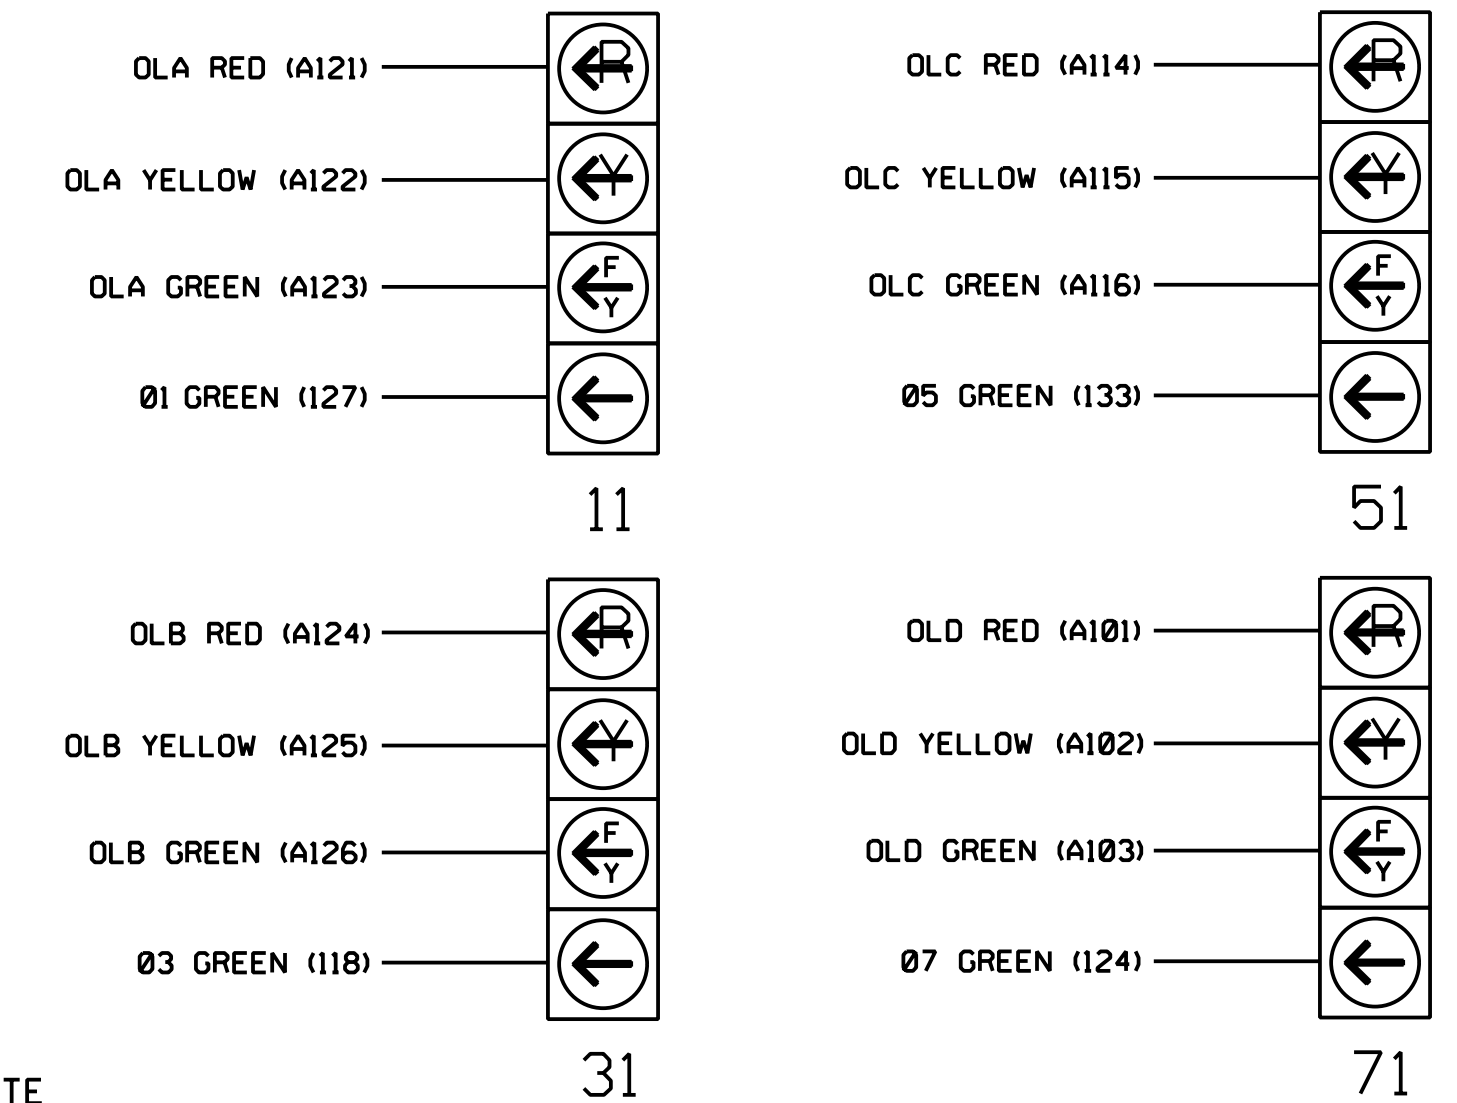 OLA RED (A121)
R
OLA YELLOW (A122)
Y
OLA GREEN (A123)
F
Y
01 GREEN (127)
11
OLC RED (A114)
R
OLC YELLOW (A115)
Y
OLC GREEN (A116)
F
Y
05 GREEN (133)
51
OLB RED (A124)
R
OLB YELLOW (A125)
Y
OLB GREEN (A126)
F
Y
03 GREEN (118)
31
OLD RED (A101)
R
OLD YELLOW (A102)
Y
OLD GREEN (A103)
F
Y
07 GREEN (124)
71
TE